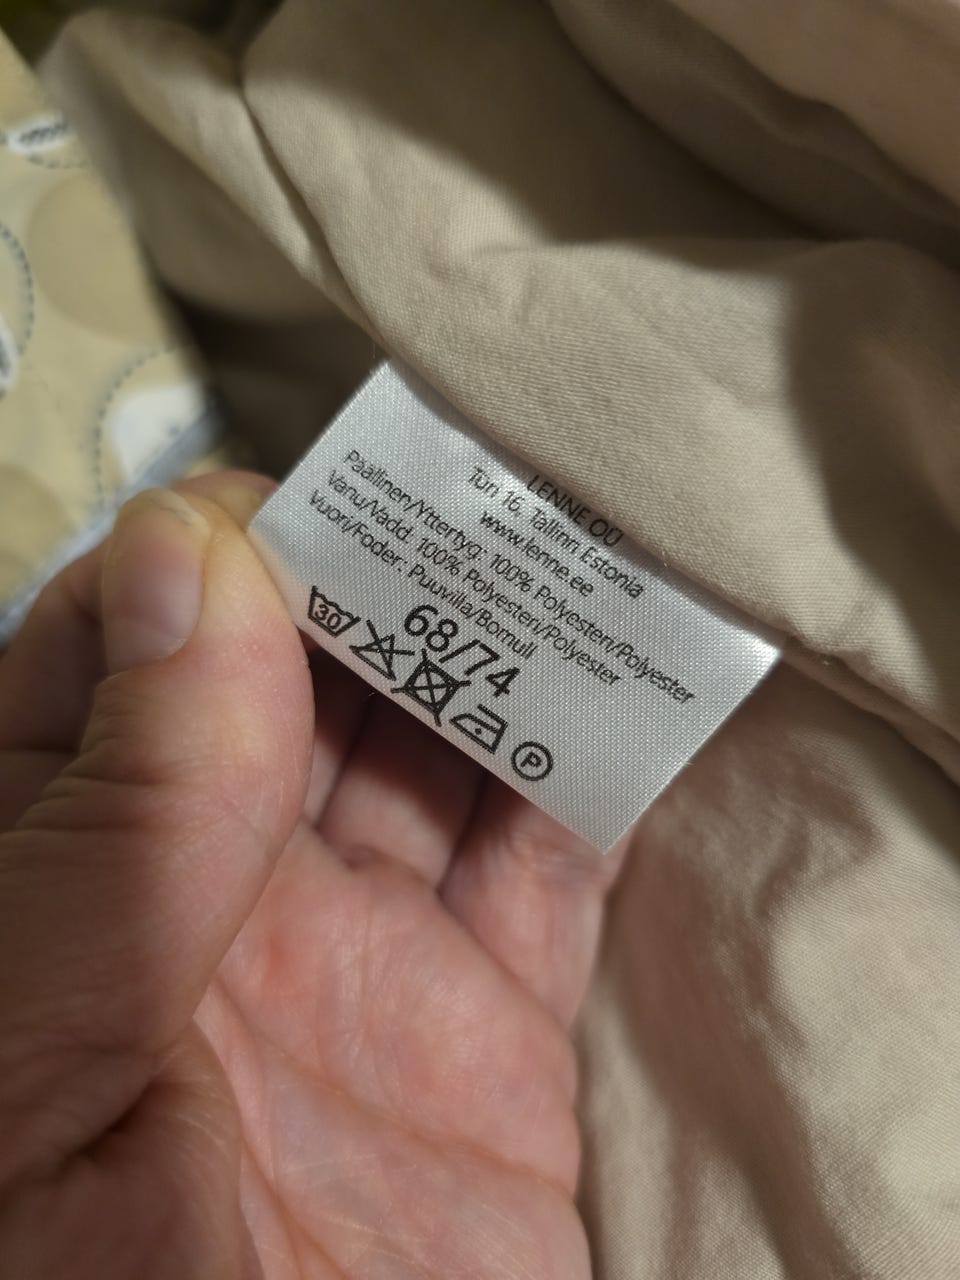 LENNE OÜ
Türi 16, Tallinn Estonia
www.lenne.ee
Päällinen/Yttertyg: 100% Polyesteri/Polyester
Vanu/Vadd: 100% Polyesteri/Polyester
Vuori/Foder: Puuvilla/Bomull
68/74
30
P